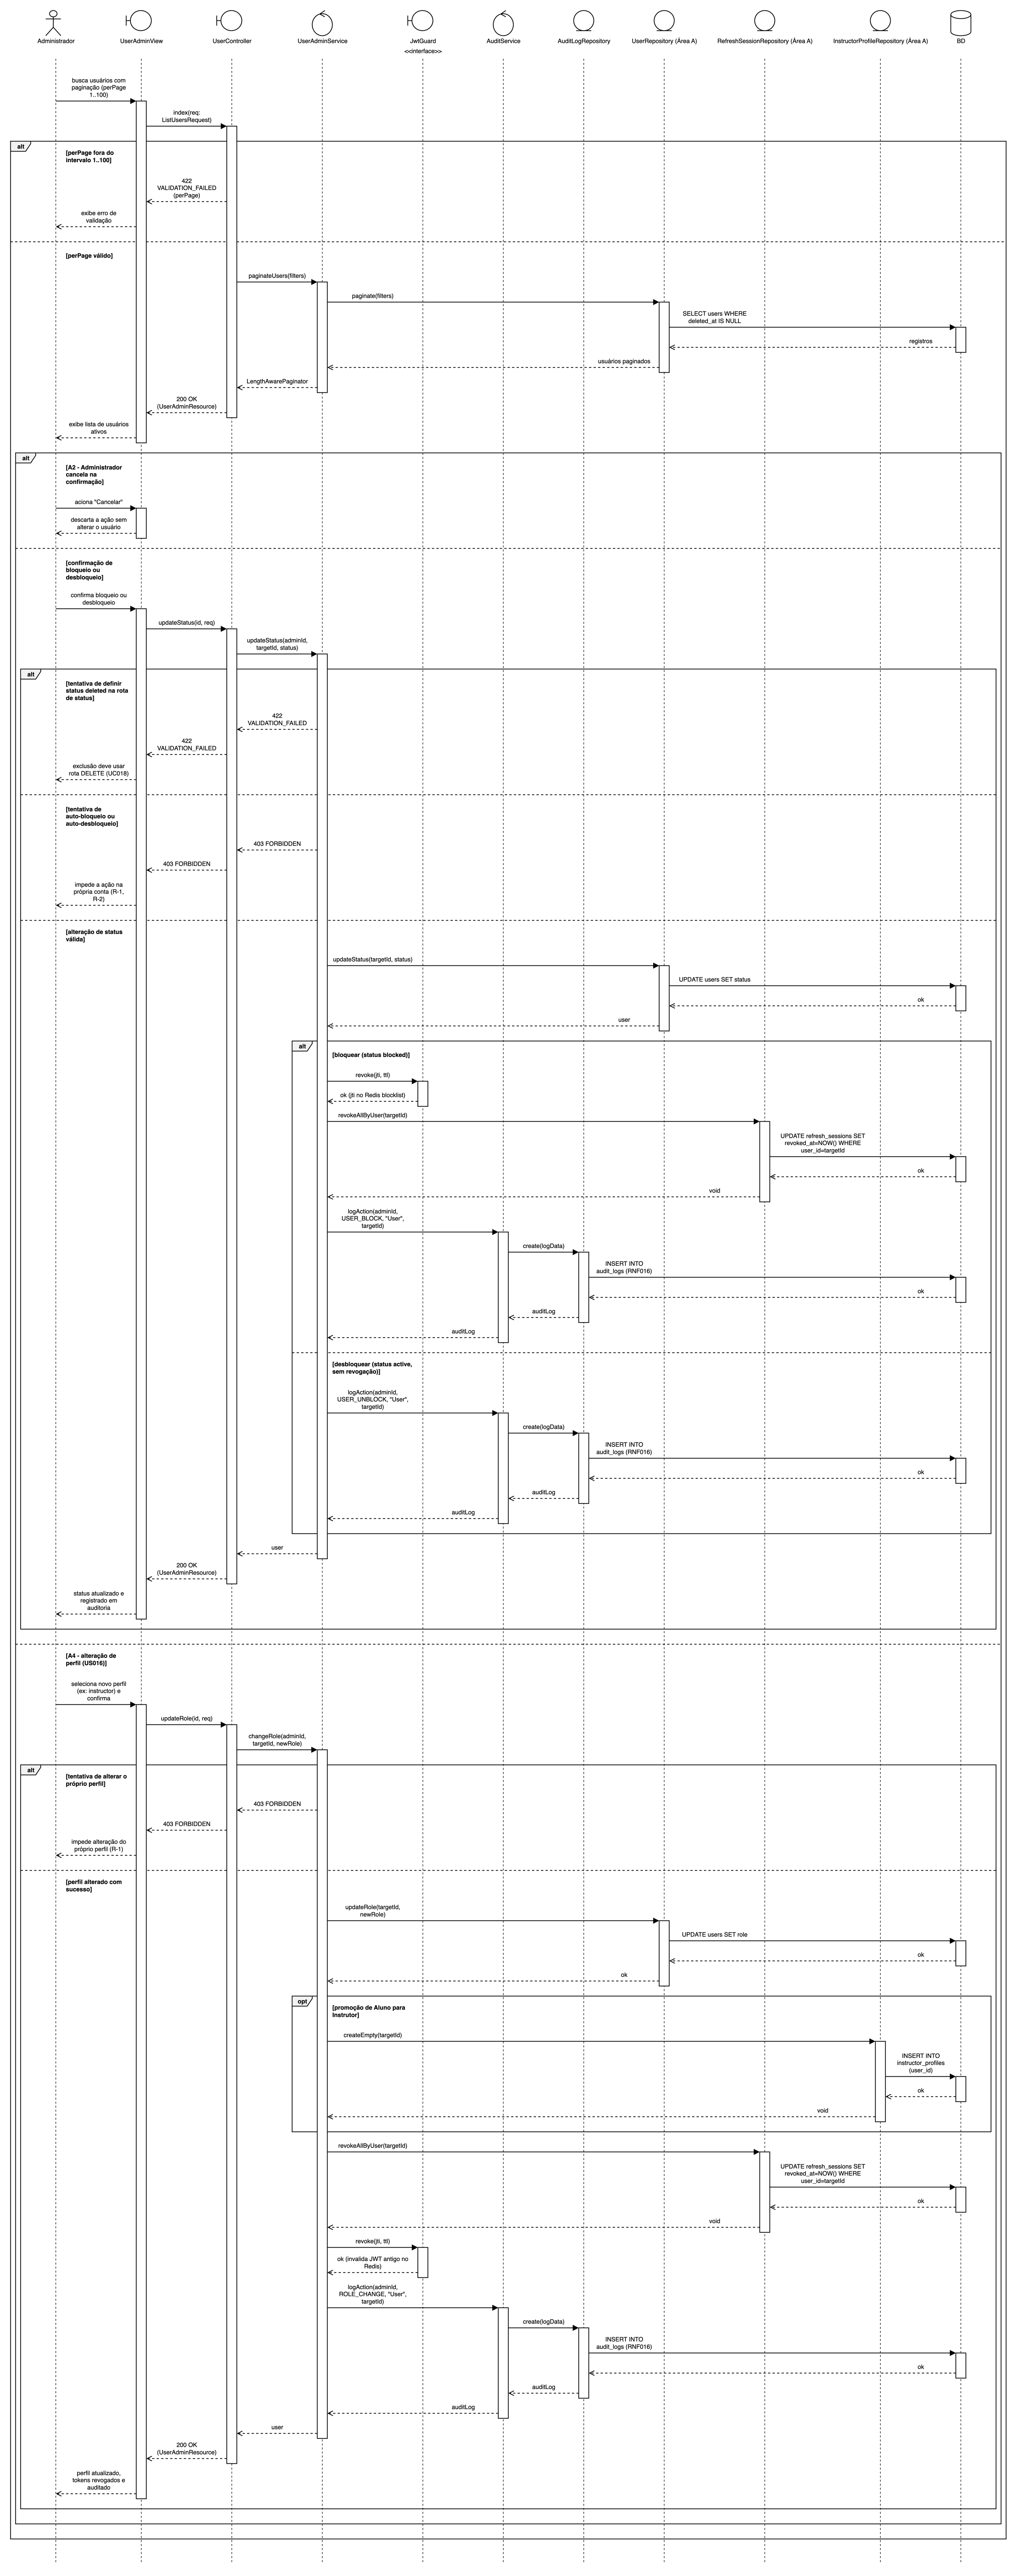 Administrador
UserAdminView
UserController
UserAdminService
JwtGuard
<<interface>>
AuditService
AuditLogRepository
UserRepository (Área A)
RefreshSessionRepository (Área A)
InstructorProfileRepository (Área A)
BD
busca usuários com
paginação (perPage
1..100)
index(req:
ListUsersRequest)
alt
[perPage fora do
intervalo 1..100]
422
VALIDATION_FAILED
(perPage)
exibe erro de
validação
[perPage válido]
paginateUsers(filters)
paginate(filters)
SELECT users WHERE
deleted_at IS NULL
registros
usuários paginados
LengthAwarePaginator
200 OK
(UserAdminResource)
exibe lista de usuários
ativos
alt
[A2 - Administrador
cancela na
confirmação]
aciona "Cancelar"
descarta a ação sem
alterar o usuário
[confirmação de
bloqueio ou
desbloqueio]
confirma bloqueio ou
desbloqueio
updateStatus(id, req)
updateStatus(adminId,
targetId, status)
alt
[tentativa de definir
status deleted na rota
de status]
422
VALIDATION_FAILED
422
VALIDATION_FAILED
exclusão deve usar
rota DELETE (UC018)
[tentativa de
auto-bloqueio ou
auto-desbloqueio]
403 FORBIDDEN
403 FORBIDDEN
impede a ação na
própria conta (R-1,
R-2)
[alteração de status
válida]
updateStatus(targetId, status)
UPDATE users SET status
ok
user
alt
[bloquear (status blocked)]
revoke(jti, ttl)
ok (jti no Redis blocklist)
revokeAllByUser(targetId)
UPDATE refresh_sessions SET
revoked_at=NOW() WHERE
user_id=targetId
ok
void
logAction(adminId,
USER_BLOCK, "User",
targetId)
create(logData)
INSERT INTO
audit_logs (RNF016)
ok
auditLog
auditLog
[desbloquear (status active,
sem revogação)]
logAction(adminId,
USER_UNBLOCK, "User",
targetId)
create(logData)
INSERT INTO
audit_logs (RNF016)
ok
auditLog
auditLog
user
200 OK
(UserAdminResource)
status atualizado e
registrado em
auditoria
[A4 - alteração de
perfil (US016)]
seleciona novo perfil
(ex: instructor) e
confirma
updateRole(id, req)
changeRole(adminId,
targetId, newRole)
alt
[tentativa de alterar o
próprio perfil]
403 FORBIDDEN
403 FORBIDDEN
impede alteração do
próprio perfil (R-1)
[perfil alterado com
sucesso]
updateRole(targetId,
newRole)
UPDATE users SET role
ok
ok
opt
[promoção de Aluno para
Instrutor]
createEmpty(targetId)
INSERT INTO
instructor_profiles
(user_id)
ok
void
revokeAllByUser(targetId)
UPDATE refresh_sessions SET
revoked_at=NOW() WHERE
user_id=targetId
ok
void
revoke(jti, ttl)
ok (invalida JWT antigo no
Redis)
logAction(adminId,
ROLE_CHANGE, "User",
targetId)
create(logData)
INSERT INTO
audit_logs (RNF016)
ok
auditLog
auditLog
user
200 OK
(UserAdminResource)
perfil atualizado,
tokens revogados e
auditado